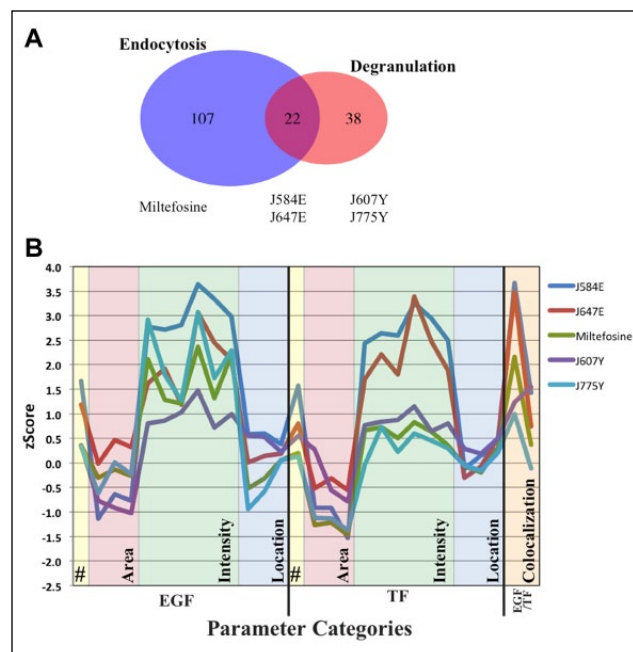 A
Endocytosis
Degranulation
107
22
38
Miltefosine
J584E
J647E
J607Y
J775Y
B
4.0
3.5
3.0
2.5
2.0
1.5
1.0
0.5
0.0
-0.5
-1.0
-1.5
-2.0
-2.5
zScore
#
Area
Intensity
Location
#
Area
Intensity
Location
Colocalization
EGF
TF
EGF
/TF
Parameter Categories
J584E
J647E
Miltefosine
J607Y
J775Y